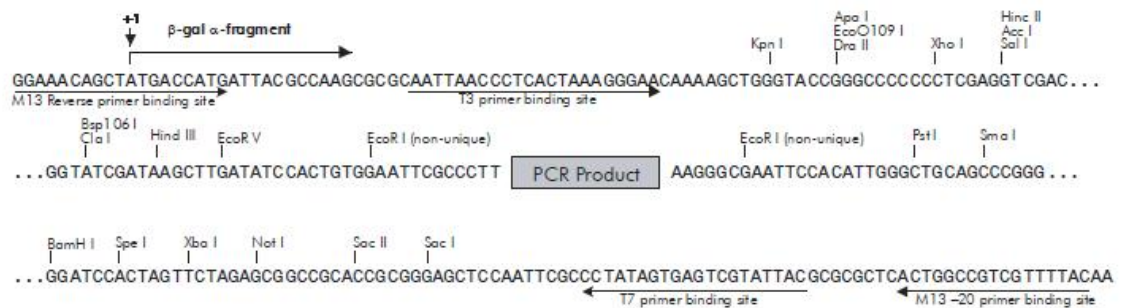 +1
β-gal α-fragment
Apa I
EcoO109 I
Dra II
Hinc II
Acc I
Sal I
Kpn I
Xho I
GGAAACAGCTATGACCATGATTACGCCAAGCGCGCAATTAACCCTCACTAAAGGGAACAAAAGCTGGGTACCGGGCCCCCCCTCGAGGTCGAC...
M13 Reverse primer binding site
T3 primer binding site
Bsp106 I
Cla I
Hind III
EcoR V
EcoR I (non-unique)
EcoR I (non-unique)
Pst I
Sma I
...GGTATCGATAAGCTTGATATCCACTGTGGAATTCGCCCTT
PCR Product
AAGGGCGAATTCCACATTGGGCTGCAGCCCGGG...
BamH I
Spe I
Xba I
Not I
Sac II
Sac I
...GGATCCACTAGTTCTAGAGCGGCCGCACCGCGGGAGCTCCAATTCGCCCTATAGTGAGTCGTATTACGCGCGCTCACTGGCCGTCGTTTTACAA
T7 primer binding site
M13 –20 primer binding site